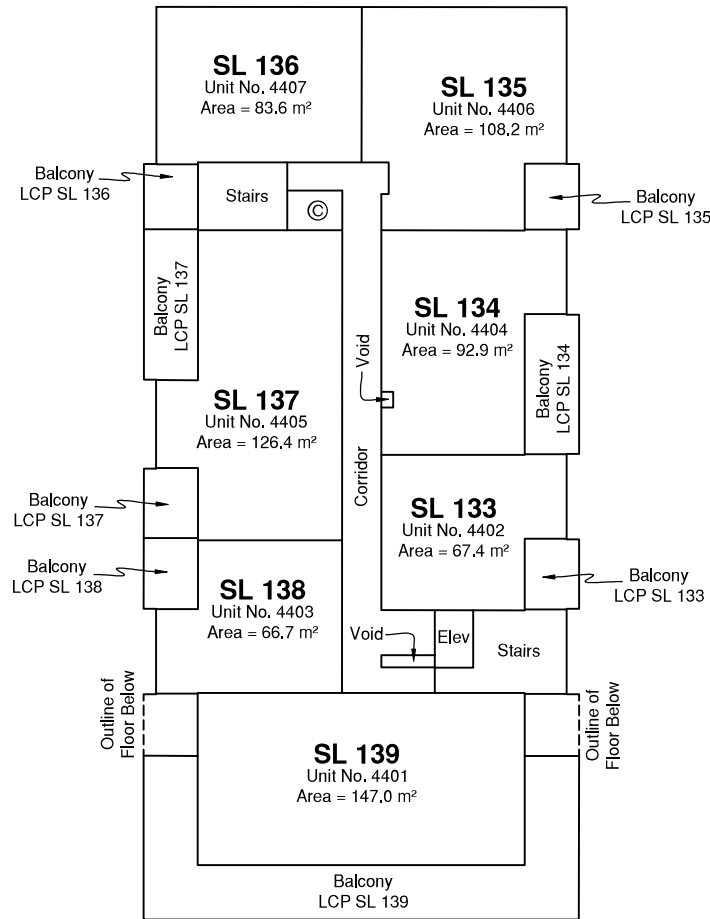 SL 136
Unit No. 4407
Area = 83.6 m²
SL 135
Unit No. 4406
Area = 108.2 m²
Balcony
LCP SL 136
Stairs
©
Balcony
LCP SL 135
Balcony
LCP SL 137
SL 134
Unit No. 4404
Area = 92.9 m²
Void
Balcony
LCP SL 134
SL 137
Unit No. 4405
Area = 126.4 m²
Corridor
Balcony
LCP SL 137
SL 133
Unit No. 4402
Area = 67.4 m²
Balcony
LCP SL 138
Balcony
LCP SL 133
SL 138
Unit No. 4403
Area = 66.7 m²
Void
Elev
Stairs
Outline of
Floor Below
Outline of
Floor Below
SL 139
Unit No. 4401
Area = 147.0 m²
Balcony
LCP SL 139